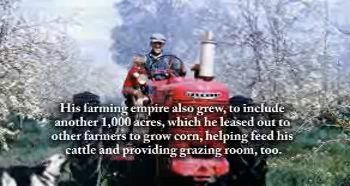 His farming empire also grew, to include
another 1,000 acres, which he leased out to
other farmers to grow corn, helping feed his
cattle and providing grazing room, too.